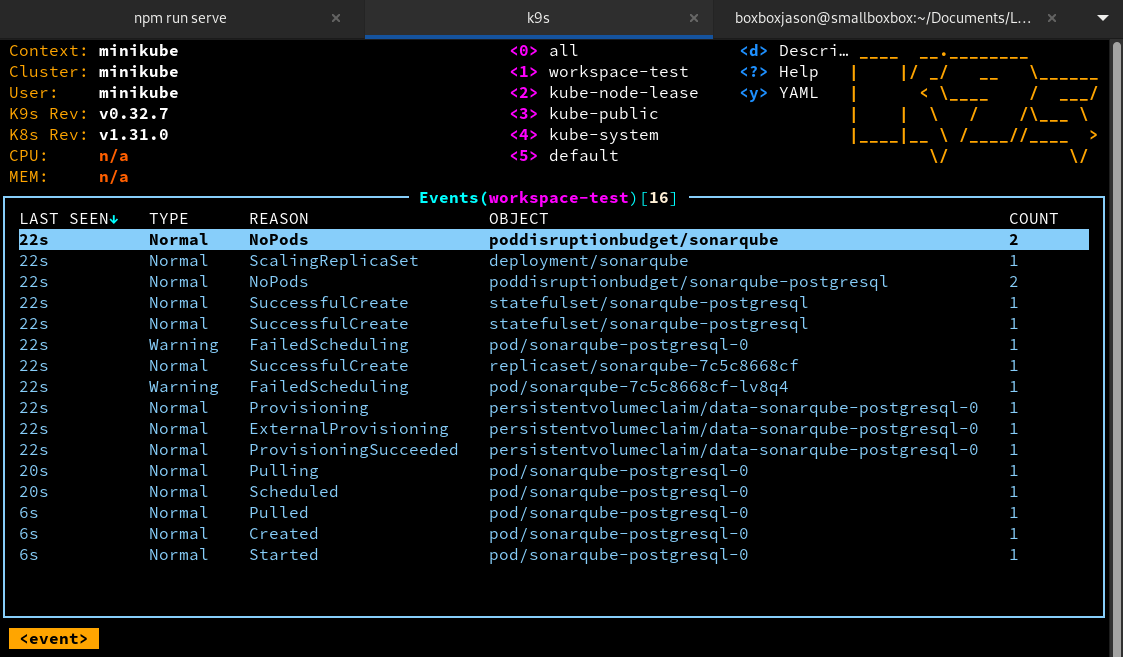 npm run serve × k9s × boxboxjason@smallboxbox:~/Documents/L... ×
Context: minikube <0> all <d> Descri…
Cluster: minikube <1> workspace-test <?> Help
User: minikube <2> kube-node-lease <y> YAML
K9s Rev: v0.32.7 <3> kube-public
K8s Rev: v1.31.0 <4> kube-system
CPU: n/a <5> default
MEM: n/a
K9s
Events(workspace-test)[16]
LAST SEEN↓ TYPE REASON OBJECT COUNT
22s Normal NoPods poddisruptionbudget/sonarqube 2
22s Normal ScalingReplicaSet deployment/sonarqube 1
22s Normal NoPods poddisruptionbudget/sonarqube-postgresql 2
22s Normal SuccessfulCreate statefulset/sonarqube-postgresql 1
22s Normal SuccessfulCreate statefulset/sonarqube-postgresql 1
22s Warning FailedScheduling pod/sonarqube-postgresql-0 1
22s Normal SuccessfulCreate replicaset/sonarqube-7c5c8668cf 1
22s Warning FailedScheduling pod/sonarqube-7c5c8668cf-lv8q4 1
22s Normal Provisioning persistentvolumeclaim/data-sonarqube-postgresql-0 1
22s Normal ExternalProvisioning persistentvolumeclaim/data-sonarqube-postgresql-0 1
22s Normal ProvisioningSucceeded persistentvolumeclaim/data-sonarqube-postgresql-0 1
20s Normal Pulling pod/sonarqube-postgresql-0 1
20s Normal Scheduled pod/sonarqube-postgresql-0 1
6s Normal Pulled pod/sonarqube-postgresql-0 1
6s Normal Created pod/sonarqube-postgresql-0 1
6s Normal Started pod/sonarqube-postgresql-0 1
<event>